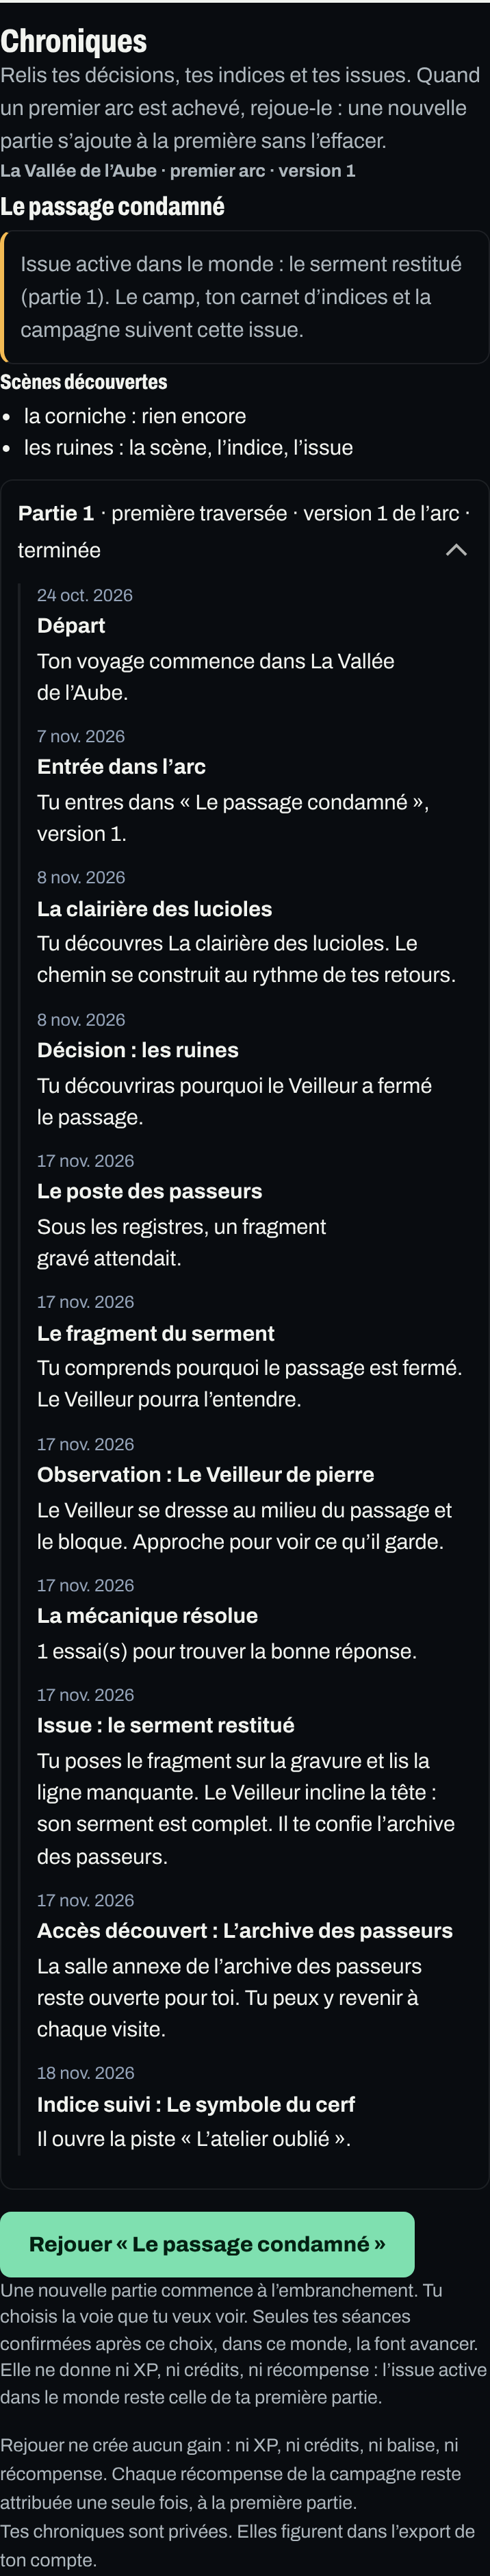 Chroniques
Relis tes décisions, tes indices et tes issues. Quand
un premier arc est achevé, rejoue-le : une nouvelle
partie s’ajoute à la première sans l’effacer.
La Vallée de l’Aube · premier arc · version 1
Le passage condamné
Issue active dans le monde : le serment restitué
(partie 1). Le camp, ton carnet d’indices et la
campagne suivent cette issue.
Scènes découvertes
• la corniche : rien encore
• les ruines : la scène, l’indice, l’issue
Partie 1 · première traversée · version 1 de l’arc ·
terminée
24 oct. 2026
Départ
Ton voyage commence dans La Vallée
de l’Aube.
7 nov. 2026
Entrée dans l’arc
Tu entres dans « Le passage condamné »,
version 1.
8 nov. 2026
La clairière des lucioles
Tu découvres La clairière des lucioles. Le
chemin se construit au rythme de tes retours.
8 nov. 2026
Décision : les ruines
Tu découvriras pourquoi le Veilleur a fermé
le passage.
17 nov. 2026
Le poste des passeurs
Sous les registres, un fragment
gravé attendait.
17 nov. 2026
Le fragment du serment
Tu comprends pourquoi le passage est fermé.
Le Veilleur pourra l’entendre.
17 nov. 2026
Observation : Le Veilleur de pierre
Le Veilleur se dresse au milieu du passage et
le bloque. Approche pour voir ce qu’il garde.
17 nov. 2026
La mécanique résolue
1 essai(s) pour trouver la bonne réponse.
17 nov. 2026
Issue : le serment restitué
Tu poses le fragment sur la gravure et lis la
ligne manquante. Le Veilleur incline la tête :
son serment est complet. Il te confie l’archive
des passeurs.
17 nov. 2026
Accès découvert : L’archive des passeurs
La salle annexe de l’archive des passeurs
reste ouverte pour toi. Tu peux y revenir à
chaque visite.
18 nov. 2026
Indice suivi : Le symbole du cerf
Il ouvre la piste « L’atelier oublié ».
Rejouer « Le passage condamné »
Une nouvelle partie commence à l’embranchement. Tu
choisis la voie que tu veux voir. Seules tes séances
confirmées après ce choix, dans ce monde, la font avancer.
Elle ne donne ni XP, ni crédits, ni récompense : l’issue active
dans le monde reste celle de ta première partie.
Rejouer ne crée aucun gain : ni XP, ni crédits, ni balise, ni
récompense. Chaque récompense de la campagne reste
attribuée une seule fois, à la première partie.
Tes chroniques sont privées. Elles figurent dans l’export de
ton compte.